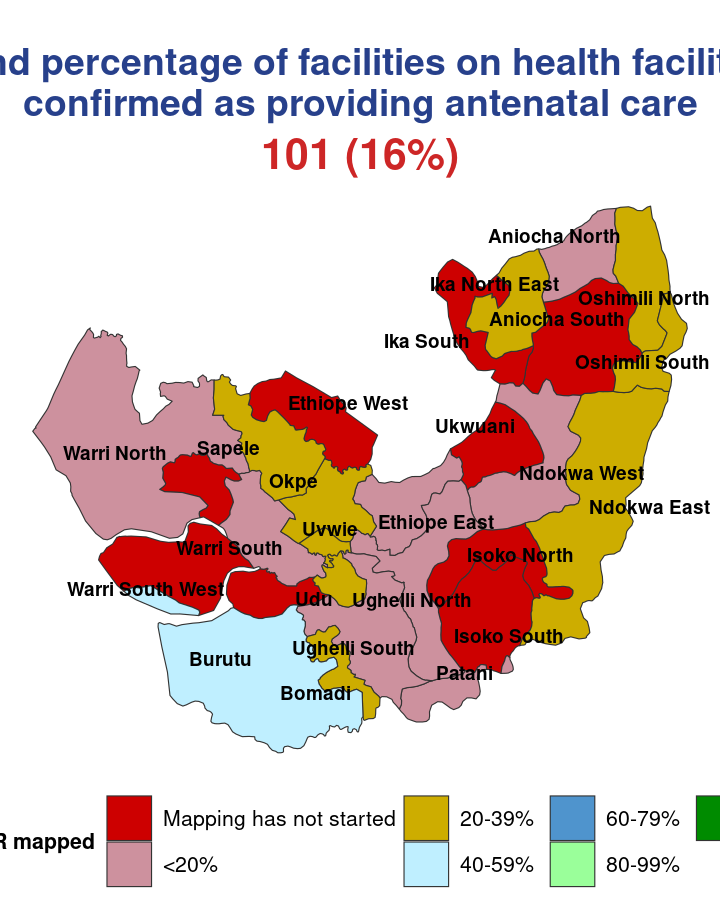 nd percentage of facilities on health facilit
confirmed as providing antenatal care
101 (16%)
Aniocha North
Ika North East
Oshimili North
Aniocha South
Ika South
Oshimili South
Ethiope West
Ukwuani
Sapele
Warri North
Ndokwa West
Okpe
Ndokwa East
Ethiope East
Uvwie
Warri South
Isoko North
Warri South West
Udu
Ughelli North
Isoko South
Ughelli South
Burutu
Patani
Bomadi
Mapping has not started
20-39%
60-79%
R mapped
<20%
40-59%
80-99%